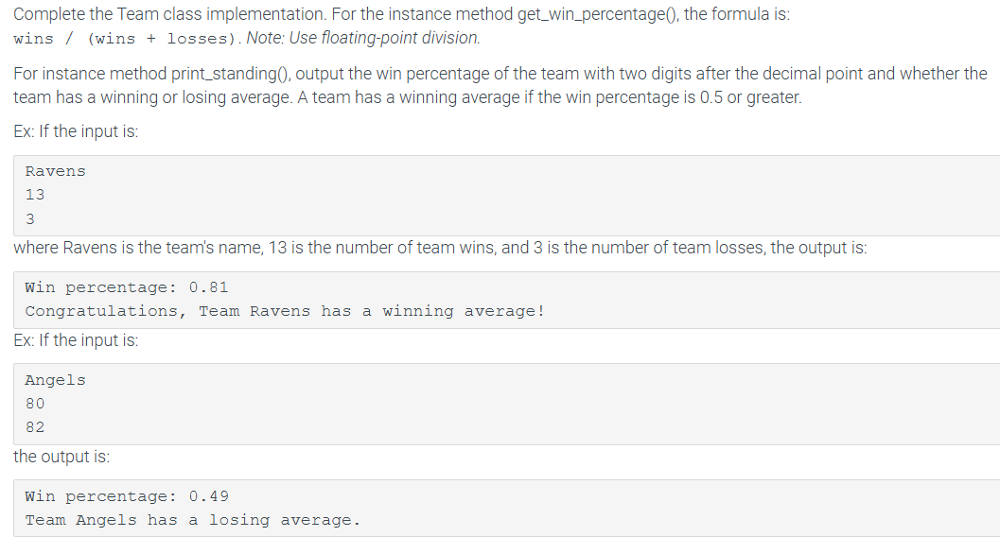 Complete the Team class implementation. For the instance method get_win_percentage(), the formula is:
wins / (wins + losses). Note: Use floating-point division.
For instance method print_standing(), output the win percentage of the team with two digits after the decimal point and whether the
team has a winning or losing average. A team has a winning average if the win percentage is 0.5 or greater.
Ex: If the input is:
Ravens
13
3
where Ravens is the team's name, 13 is the number of team wins, and 3 is the number of team losses, the output is:
Win percentage: 0.81
Congratulations, Team Ravens has a winning average!
Ex: If the input is:
Angels
80
82
the output is:
Win percentage: 0.49
Team Angels has a losing average.